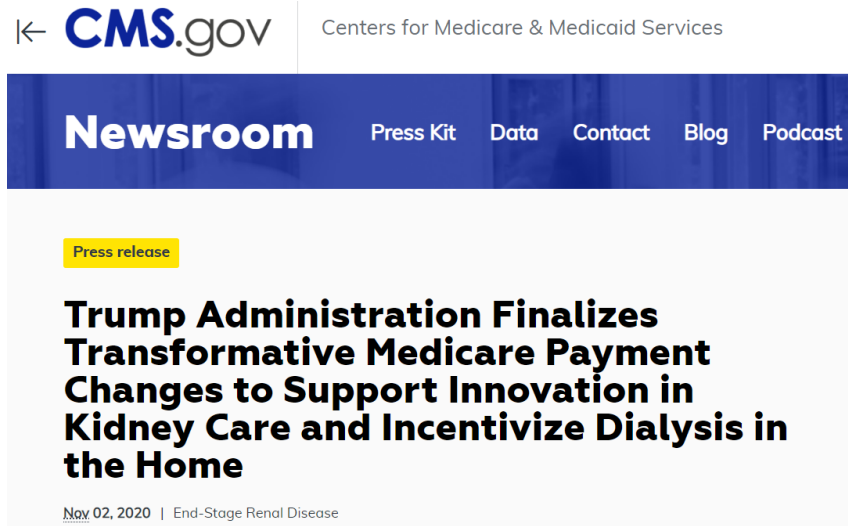 CMS.gov Centers for Medicare & Medicaid Services
Newsroom Press Kit Data Contact Blog Podcast
Press release
Trump Administration Finalizes
Transformative Medicare Payment
Changes to Support Innovation in
Kidney Care and Incentivize Dialysis in
the Home
Nov 02, 2020 | End-Stage Renal Disease